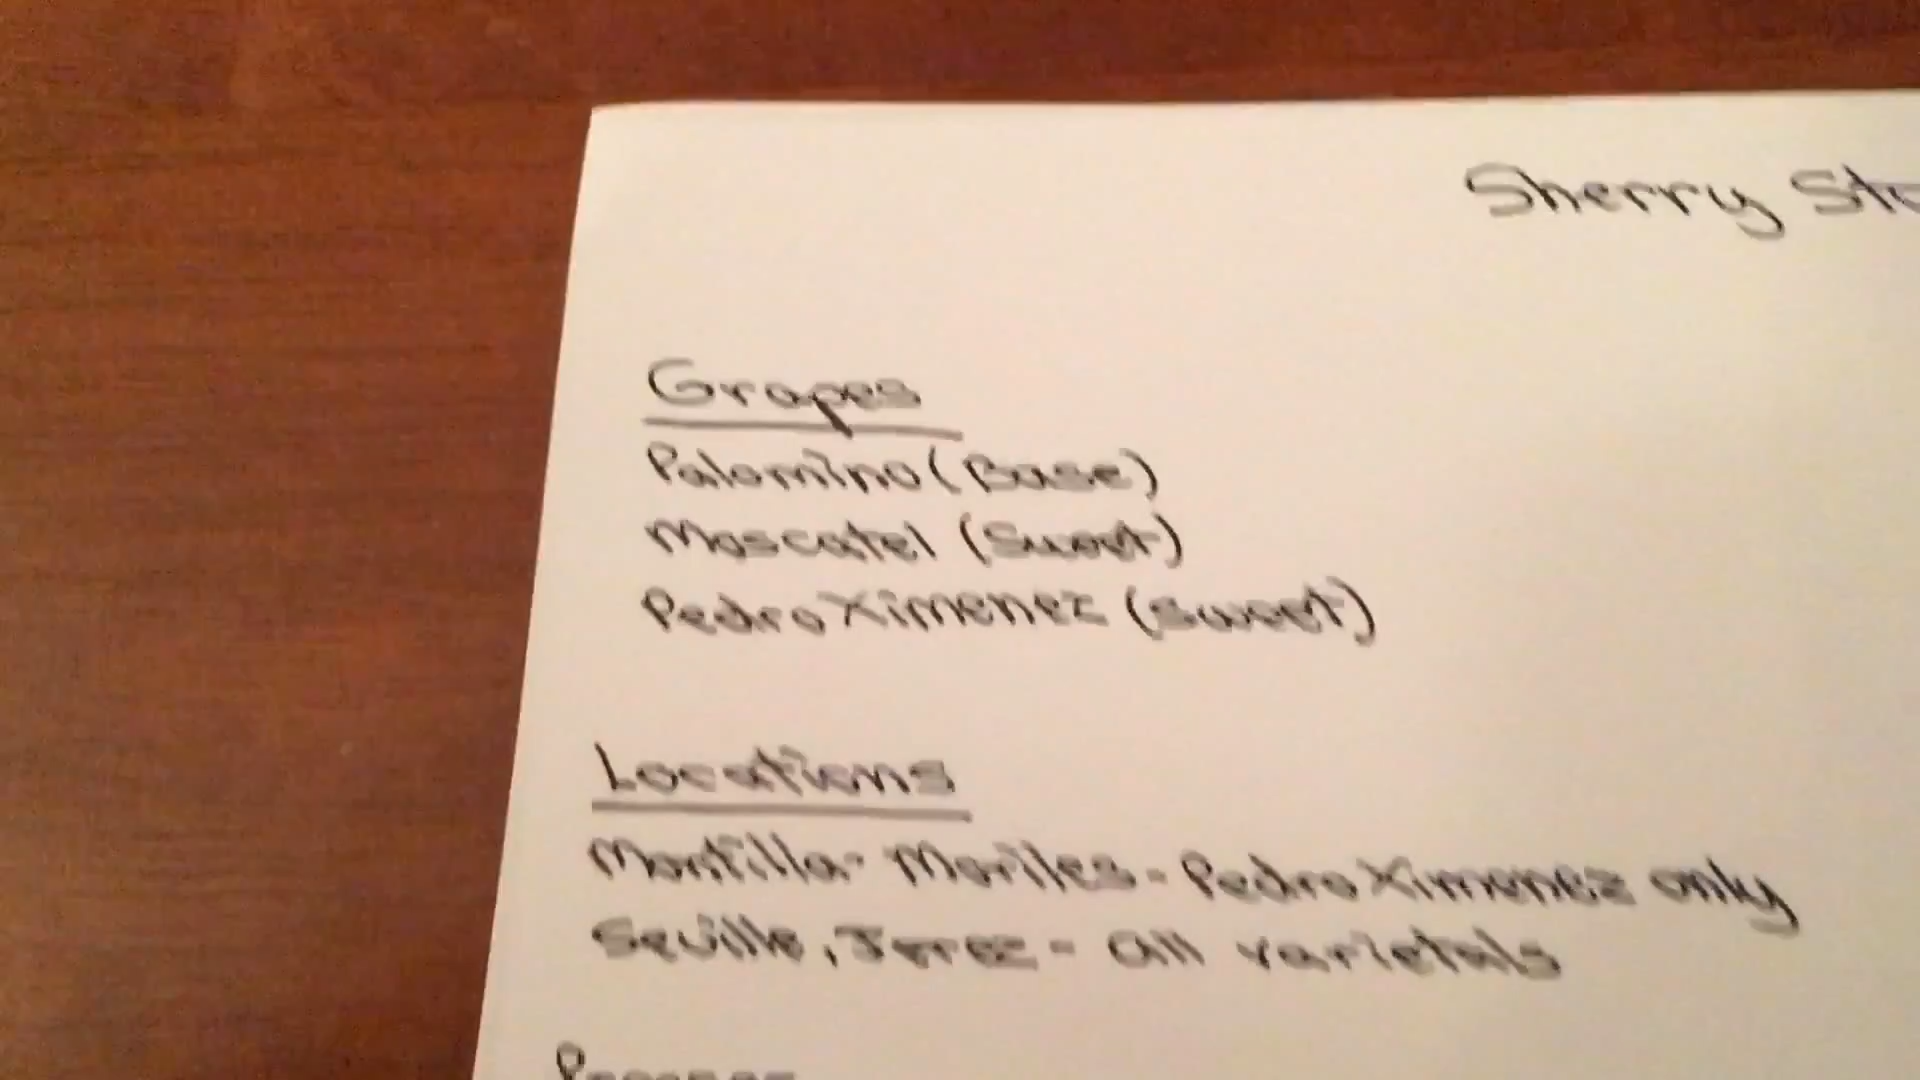 Sherry
Grapes
Palomino (Base)
Moscatel (Sweet)
Pedro Ximenez (sweet)
Locations
Montilla - Moriles - Pedro Ximenez only
Seville, Jerez - All varietals